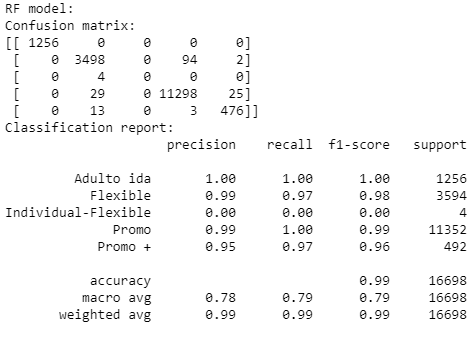 RF model:
Confusion matrix:
[[ 1256 0 0 0 0]
[ 0 3498 0 94 2]
[ 0 4 0 0 0]
[ 0 29 0 11298 25]
[ 0 13 0 3 476]]
Classification report:
precision recall f1-score support
Adulto ida 1.00 1.00 1.00 1256
Flexible 0.99 0.97 0.98 3594
Individual-Flexible 0.00 0.00 0.00 4
Promo 0.99 1.00 0.99 11352
Promo + 0.95 0.97 0.96 492
accuracy 0.99 16698
macro avg 0.78 0.79 0.79 16698
weighted avg 0.99 0.99 0.99 16698